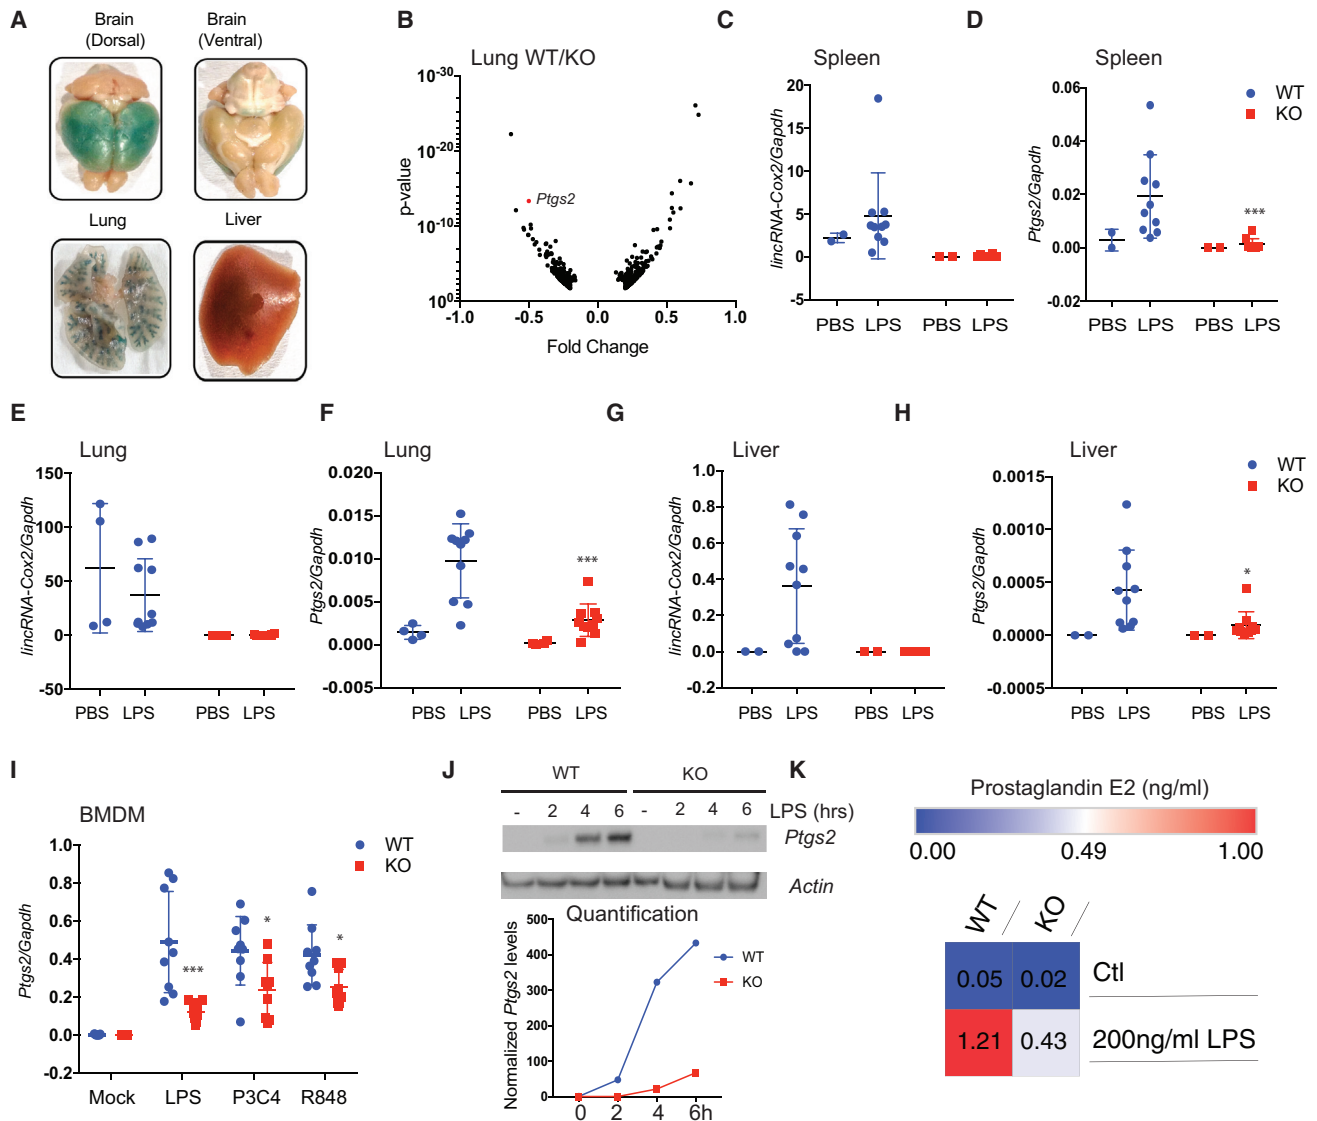 A
Brain
(Dorsal)
Brain
(Ventral)
Lung
Liver
B
Lung WT/KO
10-30
10-20
10-10
100
p-value
Ptgs2
-1.0
-0.5
0.0
0.5
1.0
Fold Change
C
Spleen
20
15
10
5
0
-5
lincRNA-Cox2/Gapdh
PBS
LPS
PBS
LPS
D
Spleen
0.06
0.04
0.02
0.00
-0.02
Ptgs2/Gapdh
***
PBS
LPS
PBS
LPS
WT
KO
E
Lung
150
100
50
0
-50
lincRNA-Cox2/Gapdh
PBS
LPS
PBS
LPS
F
Lung
0.020
0.015
0.010
0.005
0.000
-0.005
Ptgs2/Gapdh
***
PBS
LPS
PBS
LPS
G
Liver
1.0
0.8
0.6
0.4
0.2
0.0
-0.2
lincRNA-Cox2/Gapdh
PBS
LPS
PBS
LPS
H
Liver
0.0015
0.0010
0.0005
0.0000
-0.0005
Ptgs2/Gapdh
*
PBS
LPS
PBS
LPS
WT
KO
I
BMDM
1.0
0.8
0.6
0.4
0.2
0.0
-0.2
Ptgs2/Gapdh
***
*
*
Mock
LPS
P3C4
R848
WT
KO
J
WT
KO
- 2 4 6 - 2 4 6 LPS (hrs)
Ptgs2
Actin
Quantification
500
400
300
200
100
0
Normalized Ptgs2 levels
WT
KO
0 2 4 6h
K
Prostaglandin E2 (ng/ml)
0.00 0.49 1.00
WT
KO
0.05 0.02 Ctl
1.21 0.43 200ng/ml LPS